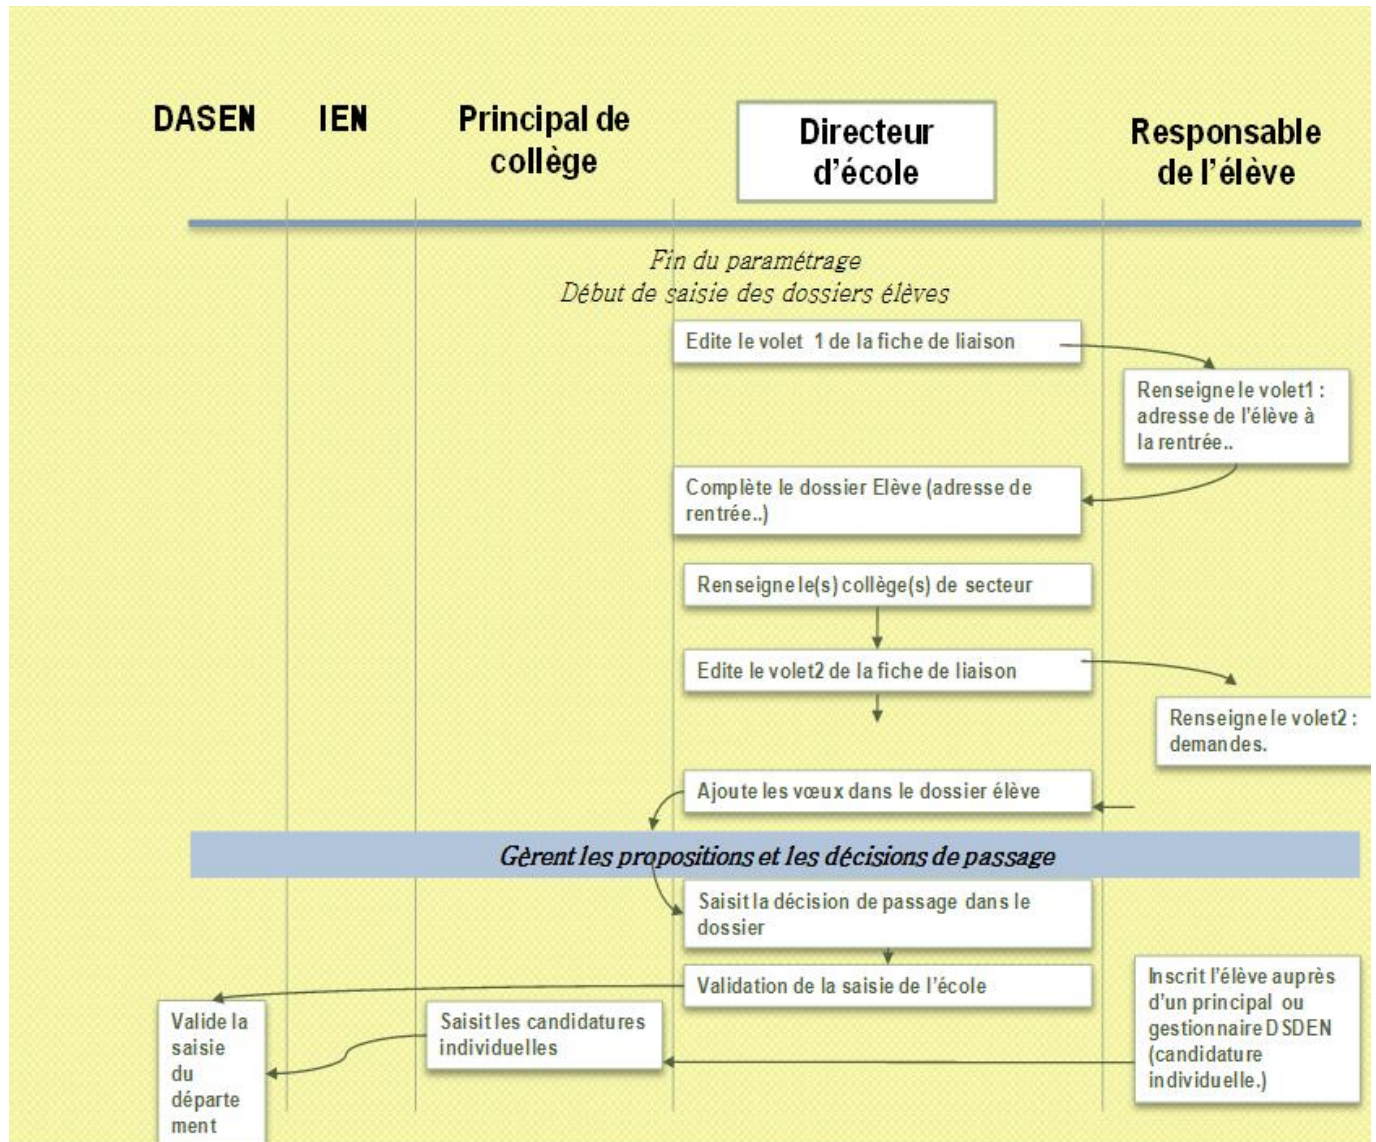 DASEN
IEN
Principal de
collège
Directeur
d'école
Responsable
de l'élève
Fin du paramétrage
Début de saisie des dossiers élèves
Edite le volet 1 de la fiche de liaison
Renseigne le volet1 :
adresse de l'élève à
la rentrée..
Complète le dossier Elève (adresse de
rentrée..)
Renseigne le(s) collège(s) de secteur
Edite le volet2 de la fiche de liaison
Renseigne le volet2 :
demandes.
Ajoute les vœux dans le dossier élève
Gèrent les propositions et les décisions de passage
Saisit la décision de passage dans le
dossier
Validation de la saisie de l'école
Inscrit l'élève auprès
d'un principal ou
gestionnaire DSDEN
(candidature
individuelle.)
Saisit les candidatures
individuelles
Valide la
saisie
du
départe
ment